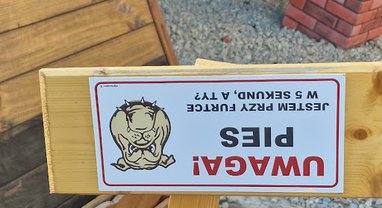 UWAGA!
PIES
JESTEM PRZY FURTCE
W 5 SEKUND, A TY?